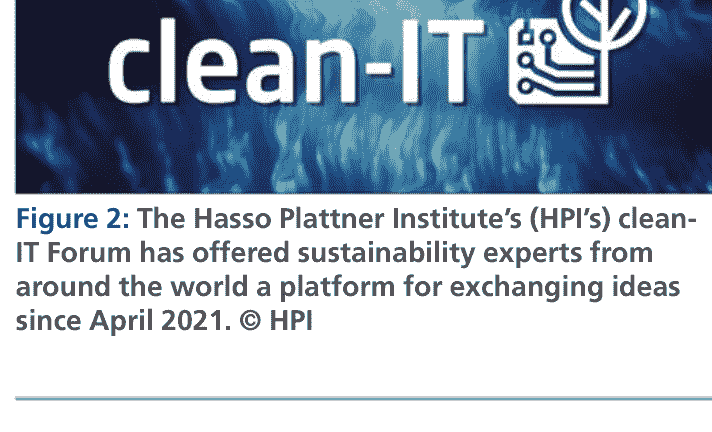 clean-IT
Figure 2: The Hasso Plattner Institute’s (HPI’s) clean-
IT Forum has offered sustainability experts from
around the world a platform for exchanging ideas
since April 2021. © HPI